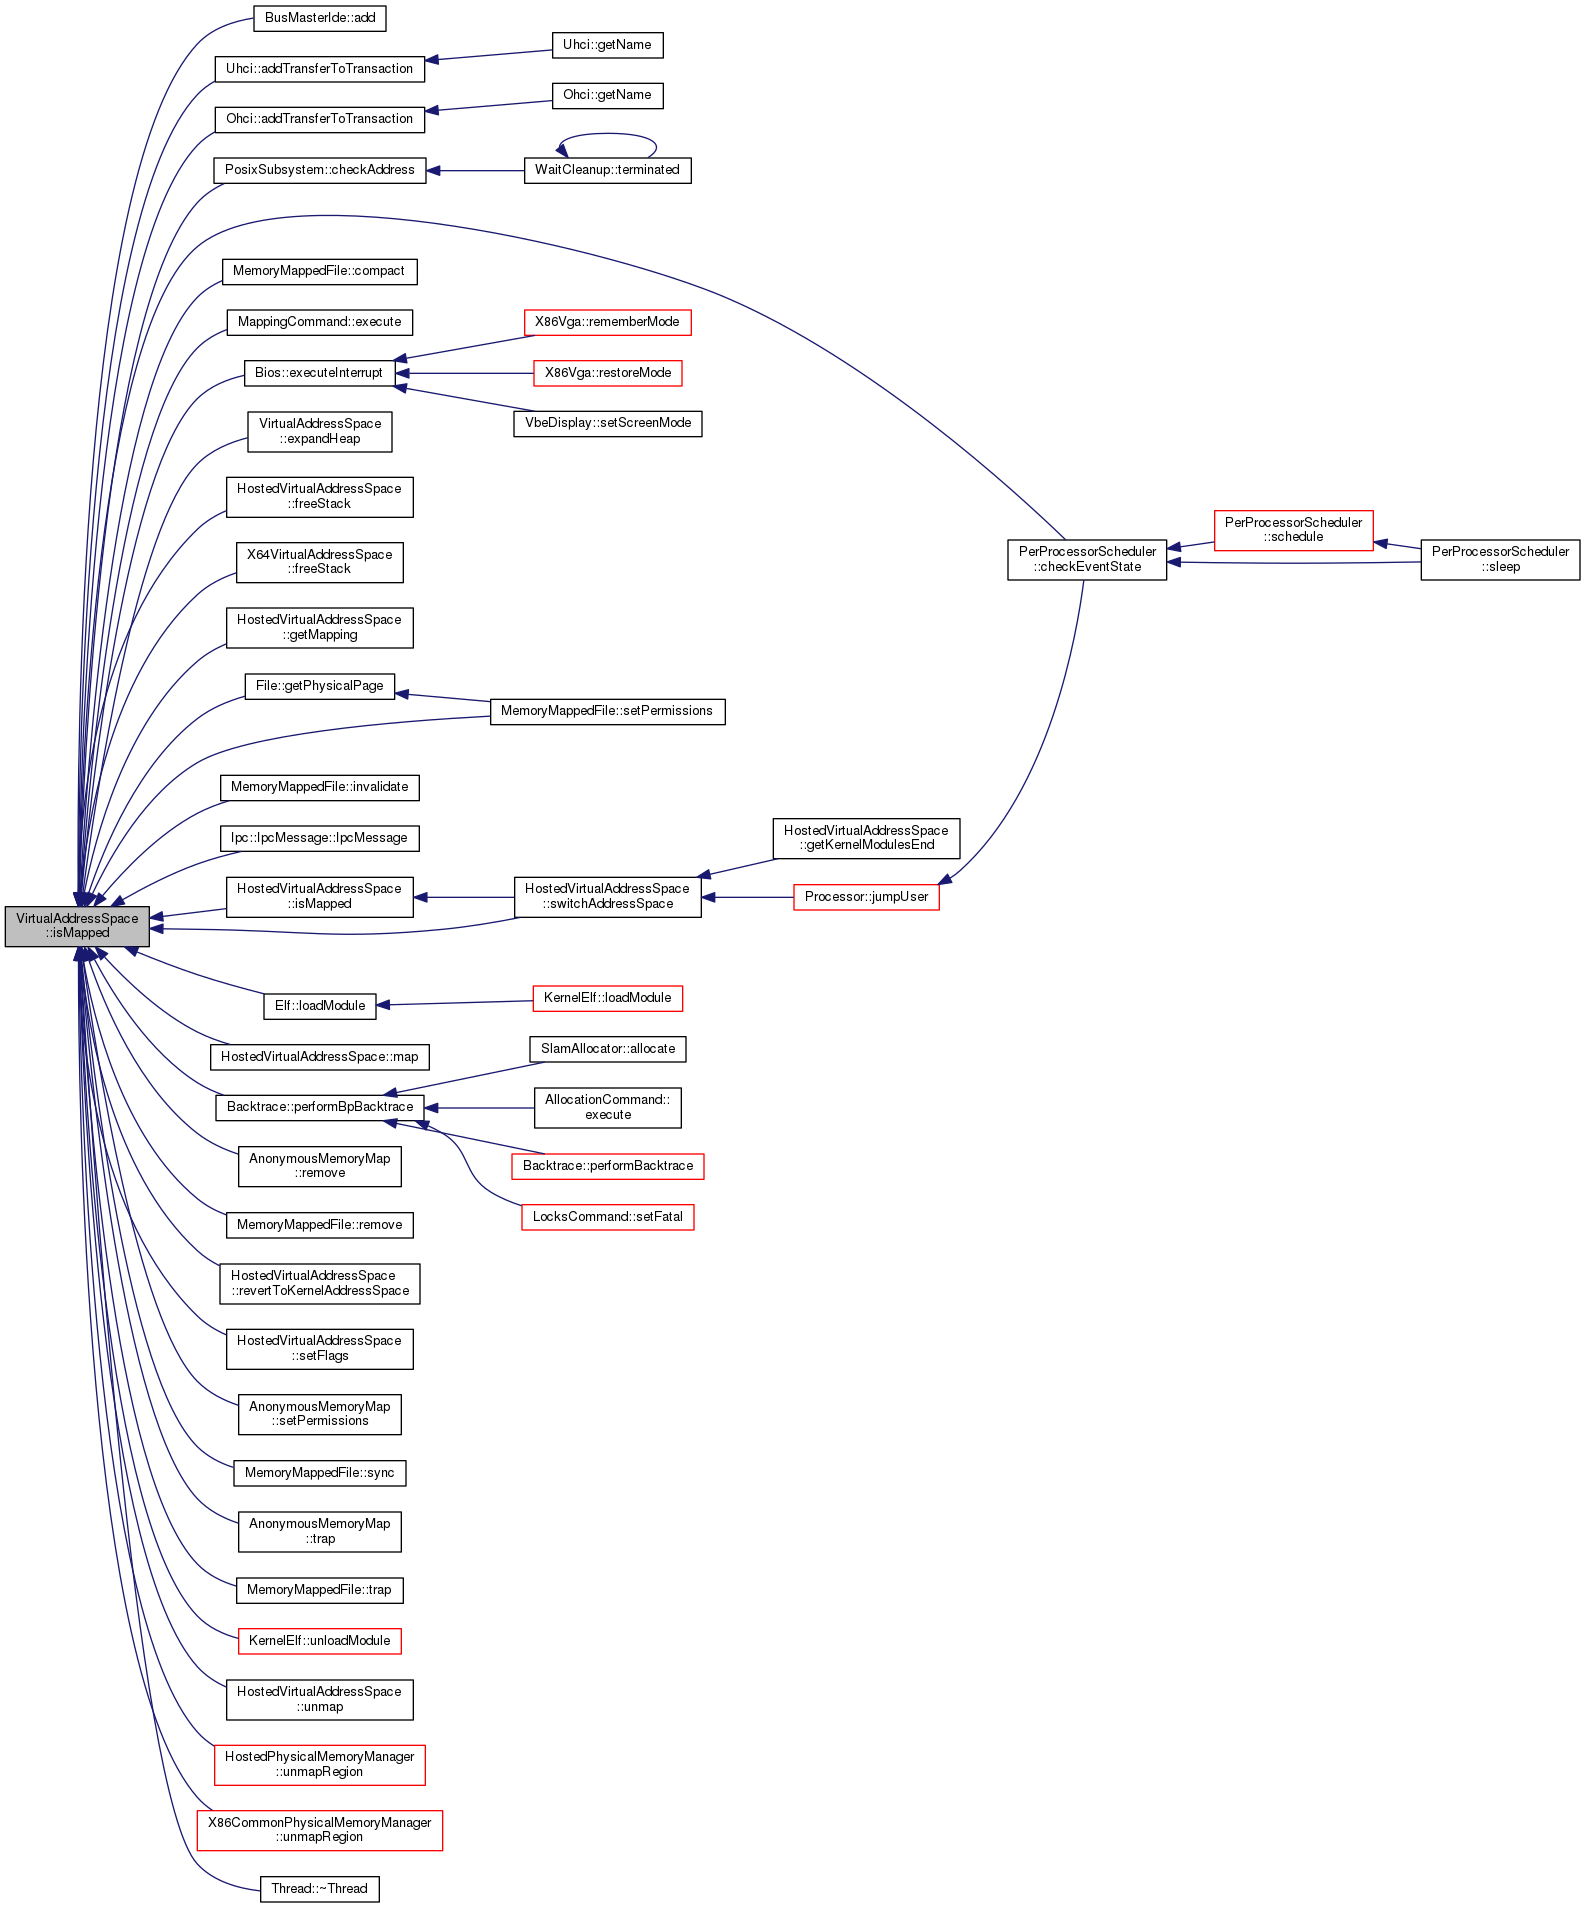 BusMasterIde::add
Uhci::getName
Uhci::addTransferToTransaction
Ohci::getName
Ohci::addTransferToTransaction
PosixSubsystem::checkAddress
WaitCleanup::terminated
MemoryMappedFile::compact
MappingCommand::execute
X86Vga::rememberMode
Bios::executeInterrupt
X86Vga::restoreMode
VbeDisplay::setScreenMode
VirtualAddressSpace
::expandHeap
HostedVirtualAddressSpace
::freeStack
PerProcessorScheduler
::schedule
PerProcessorScheduler
::checkEventState
PerProcessorScheduler
::sleep
X64VirtualAddressSpace
::freeStack
HostedVirtualAddressSpace
::getMapping
File::getPhysicalPage
MemoryMappedFile::setPermissions
MemoryMappedFile::invalidate
Ipc::IpcMessage::IpcMessage
HostedVirtualAddressSpace
::getKernelModulesEnd
HostedVirtualAddressSpace
::isMapped
HostedVirtualAddressSpace
::switchAddressSpace
Processor::jumpUser
VirtualAddressSpace
::isMapped
Elf::loadModule
KernelElf::loadModule
HostedVirtualAddressSpace::map
SlamAllocator::allocate
Backtrace::performBpBacktrace
AllocationCommand::
execute
AnonymousMemoryMap
::remove
Backtrace::performBacktrace
MemoryMappedFile::remove
LocksCommand::setFatal
HostedVirtualAddressSpace
::revertToKernelAddressSpace
HostedVirtualAddressSpace
::setFlags
AnonymousMemoryMap
::setPermissions
MemoryMappedFile::sync
AnonymousMemoryMap
::trap
MemoryMappedFile::trap
KernelElf::unloadModule
HostedVirtualAddressSpace
::unmap
HostedPhysicalMemoryManager
::unmapRegion
X86CommonPhysicalMemoryManager
::unmapRegion
Thread::~Thread